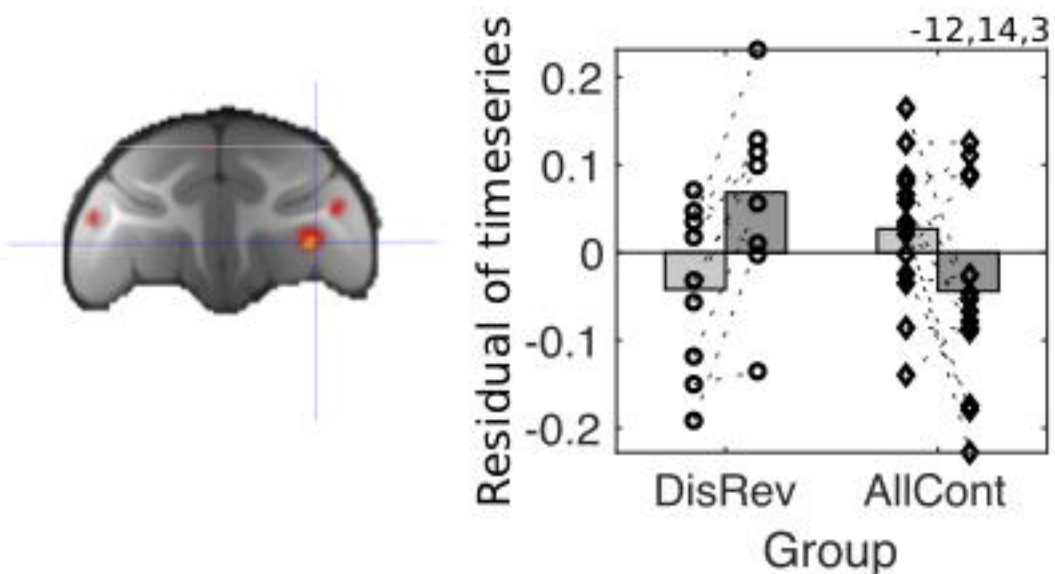 -12,14,3
Residual of timeseries
0.2
0.1
0
-0.1
-0.2
DisRev AllCont
Group